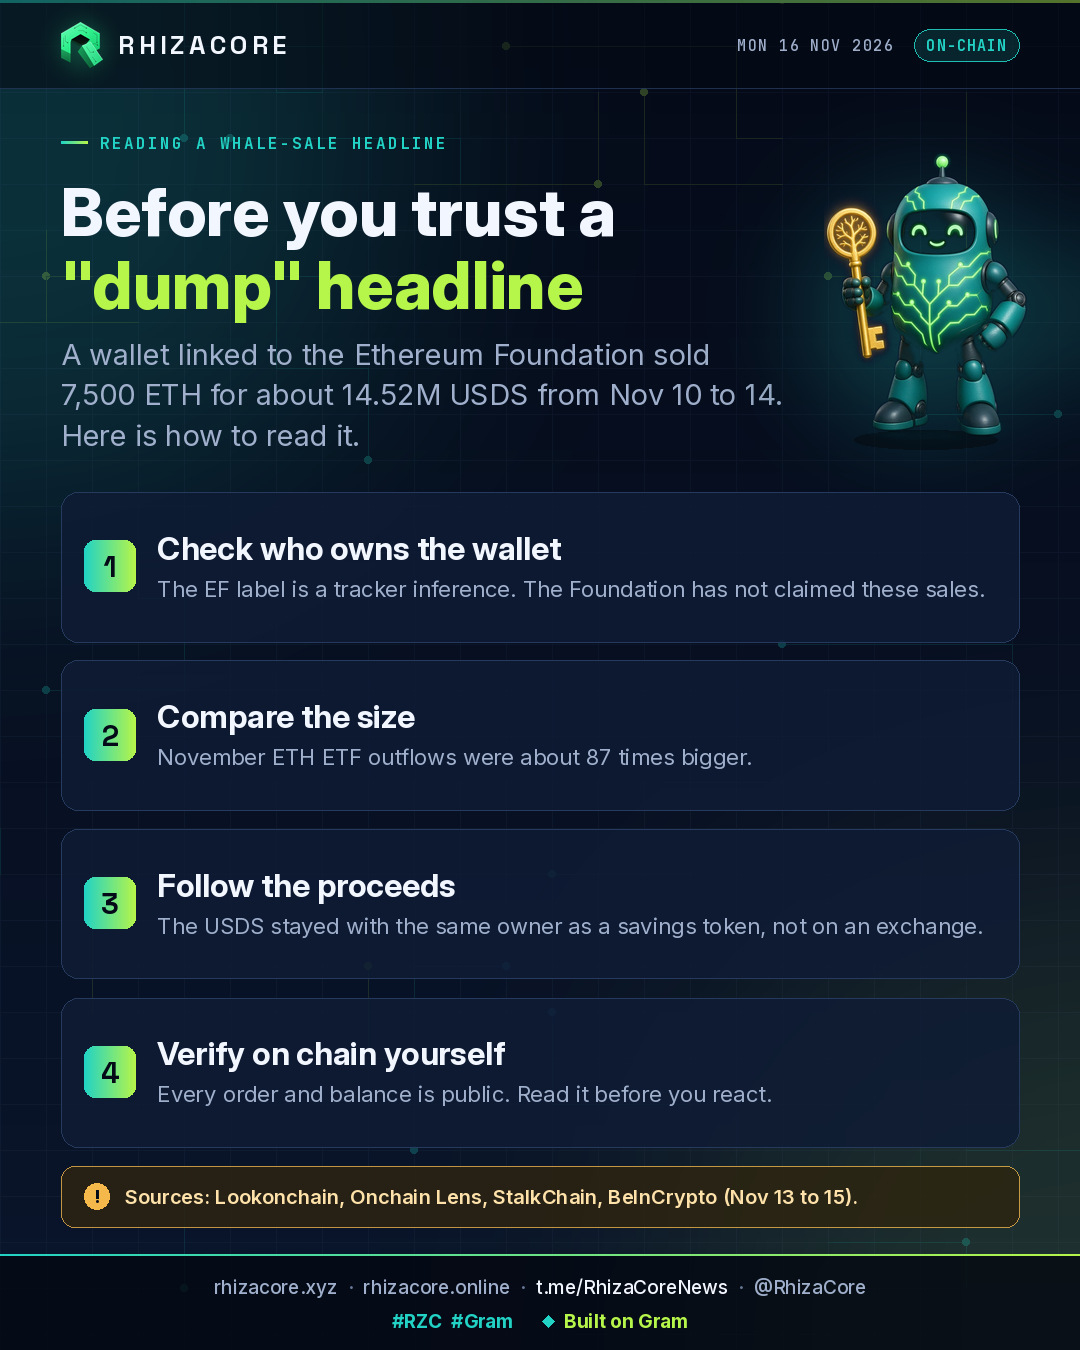 RHIZACORE
MON 16 NOV 2026
ON-CHAIN
READING A WHALE-SALE HEADLINE
Before you trust a
"dump" headline
A wallet linked to the Ethereum Foundation sold
7,500 ETH for about 14.52M USDS from Nov 10 to 14.
Here is how to read it.
1
Check who owns the wallet
The EF label is a tracker inference. The Foundation has not claimed these sales.
2
Compare the size
November ETH ETF outflows were about 87 times bigger.
3
Follow the proceeds
The USDS stayed with the same owner as a savings token, not on an exchange.
4
Verify on chain yourself
Every order and balance is public. Read it before you react.
! Sources: Lookonchain, Onchain Lens, StalkChain, BeInCrypto (Nov 13 to 15).
rhizacore.xyz · rhizacore.online · t.me/RhizaCoreNews · @RhizaCore
#RZC #Gram ◆ Built on Gram